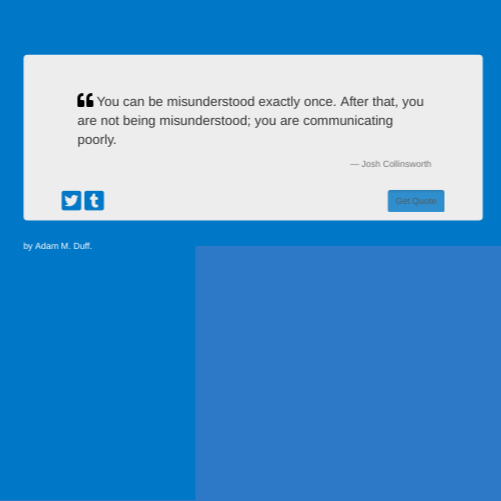 You can be misunderstood exactly once. After that, you
are not being misunderstood; you are communicating
poorly.
— Josh Collinsworth
Get Quote
by Adam M. Duff.